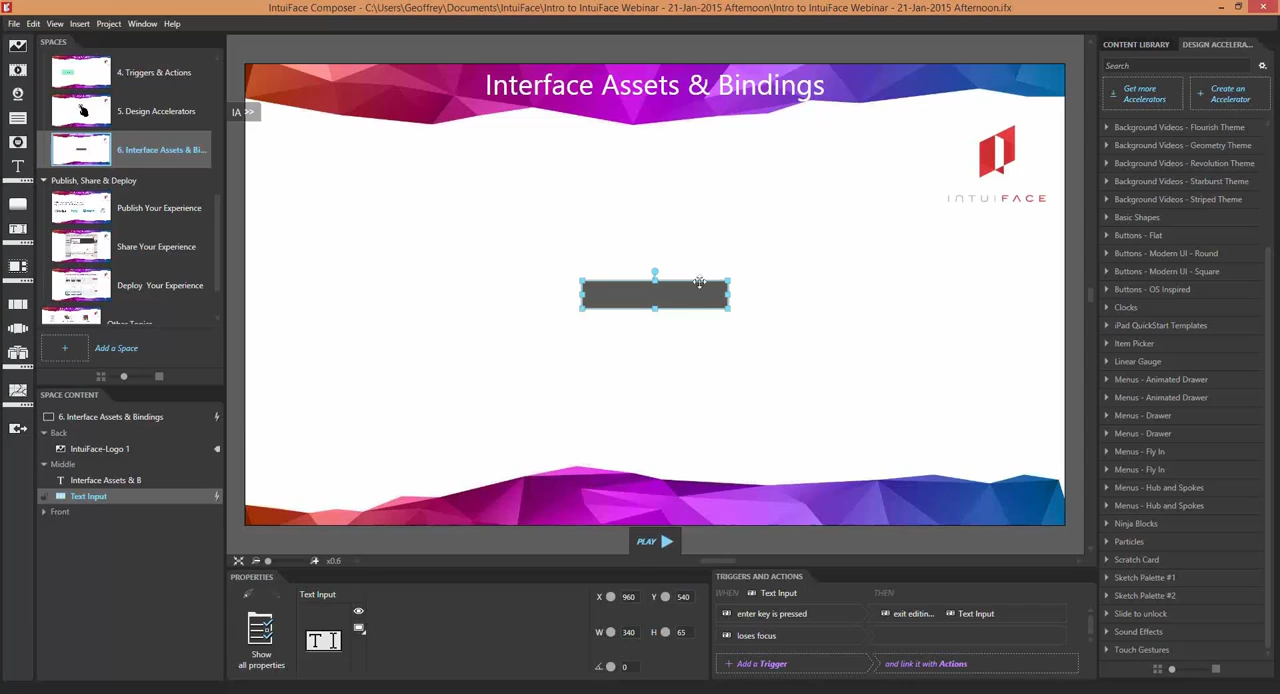 IntuiFace Composer - C:\Users\Geoffrey\Documents\IntuiFace\Intro to IntuiFace Webinar - 21-Jan-2015 Afternoon\Intro to IntuiFace Webinar - 21-Jan-2015 Afternoon.ifx
File Edit View Insert Project Window Help
SPACES
4. Triggers & Actions
5. Design Accelerators
6. Interface Assets & Bi...
Publish, Share & Deploy
Publish Your Experience
Share Your Experience
Deploy Your Experience
Other Topics
+ Add a Space
SPACE CONTENT
6. Interface Assets & Bindings
Back
IntuiFace-Logo 1
Middle
T Interface Assets & B
Text Input
Front
IA >>
Interface Assets & Bindings
INTUIFACE
PLAY
x0.6
PROPERTIES
Show
all properties
Text Input
T I
X 960 Y 540
W 340 H 65
0
TRIGGERS AND ACTIONS
WHEN Text Input THEN
enter key is pressed exit editin... Text Input
loses focus
+ Add a Trigger and link it with Actions
CONTENT LIBRARY DESIGN ACCELERA...
Search
Get more
Accelerators
+ Create an
Accelerator
Background Videos - Flourish Theme
Background Videos - Geometry Theme
Background Videos - Revolution Theme
Background Videos - Starburst Theme
Background Videos - Striped Theme
Basic Shapes
Buttons - Flat
Buttons - Modern UI - Round
Buttons - Modern UI - Square
Buttons - OS Inspired
Clocks
iPad QuickStart Templates
Item Picker
Linear Gauge
Menus - Animated Drawer
Menus - Animated Drawer
Menus - Drawer
Menus - Drawer
Menus - Fly In
Menus - Fly In
Menus - Hub and Spokes
Menus - Hub and Spokes
Ninja Blocks
Particles
Scratch Card
Sketch Palette #1
Sketch Palette #2
Slide to unlock
Sound Effects
Touch Gestures